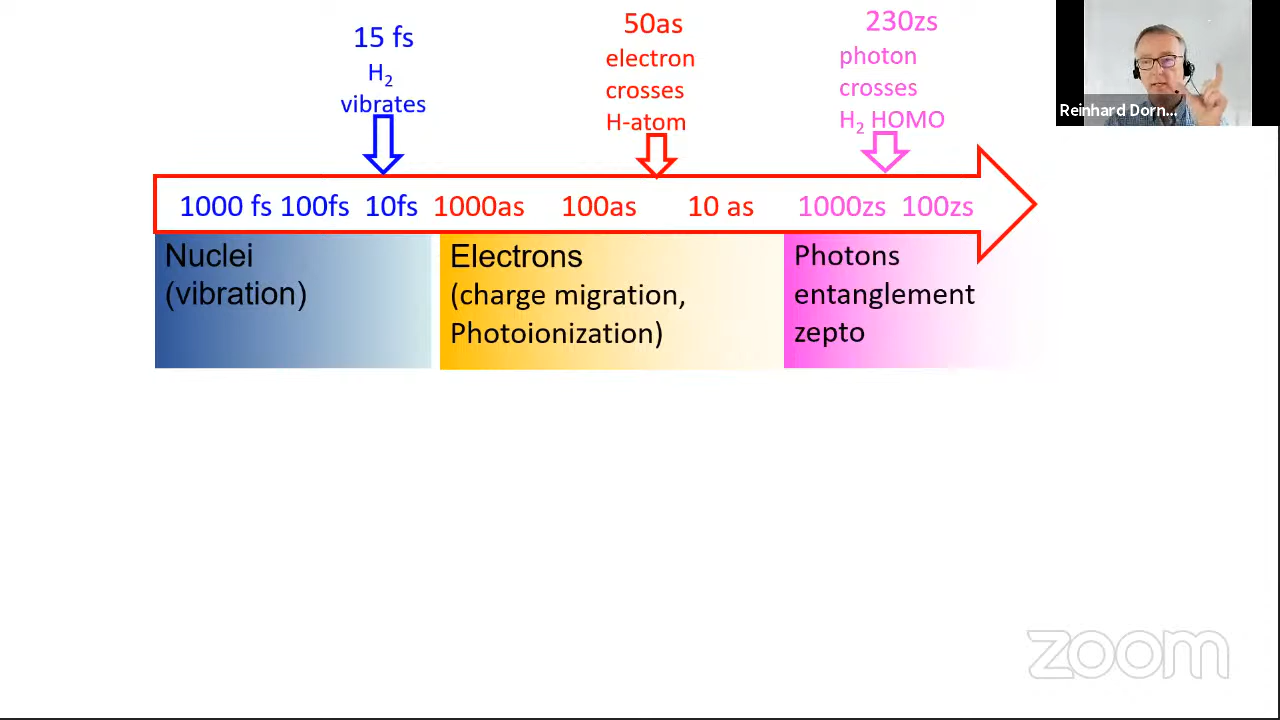 15 fs
H₂
vibrates
50as
electron
crosses
H-atom
230zs
photon
crosses
H₂ HOMO
Reinhard Dorn...
1000 fs 100fs 10fs 1000as 100as 10 as 1000zs 100zs
Nuclei
(vibration)
Electrons
(charge migration,
Photoionization)
Photons
entanglement
zepto
zoom